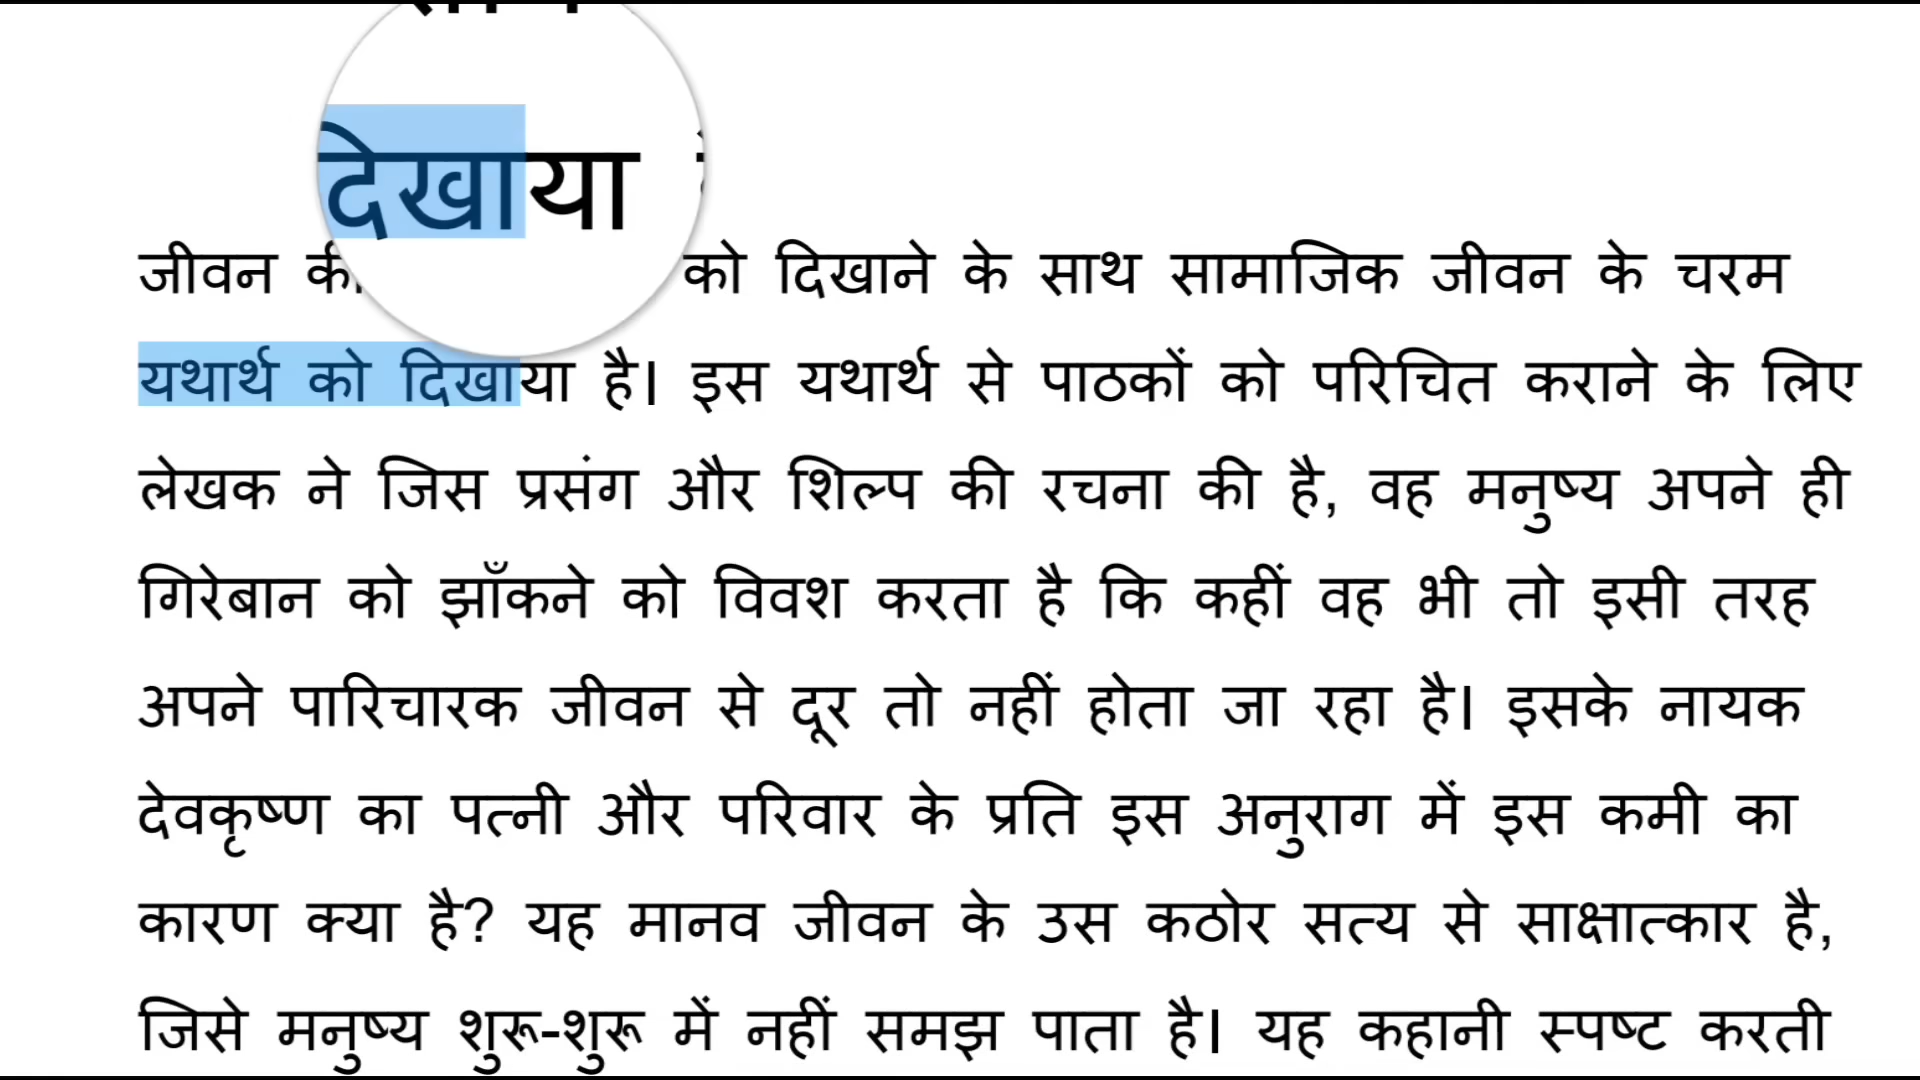 दिखाया
जीवन की को दिखाने के साथ सामाजिक जीवन के चरम
यथार्थ को दिखाया है। इस यथार्थ से पाठकों को परिचित कराने के लिए
लेखक ने जिस प्रसंग और शिल्प की रचना की है, वह मनुष्य अपने ही
गिरेबान को झाँकने को विवश करता है कि कहीं वह भी तो इसी तरह
अपने पारिचारक जीवन से दूर तो नहीं होता जा रहा है। इसके नायक
देवकृष्ण का पत्नी और परिवार के प्रति इस अनुराग में इस कमी का
कारण क्या है? यह मानव जीवन के उस कठोर सत्य से साक्षात्कार है,
जिसे मनुष्य शुरू-शुरू में नहीं समझ पाता है। यह कहानी स्पष्ट करती